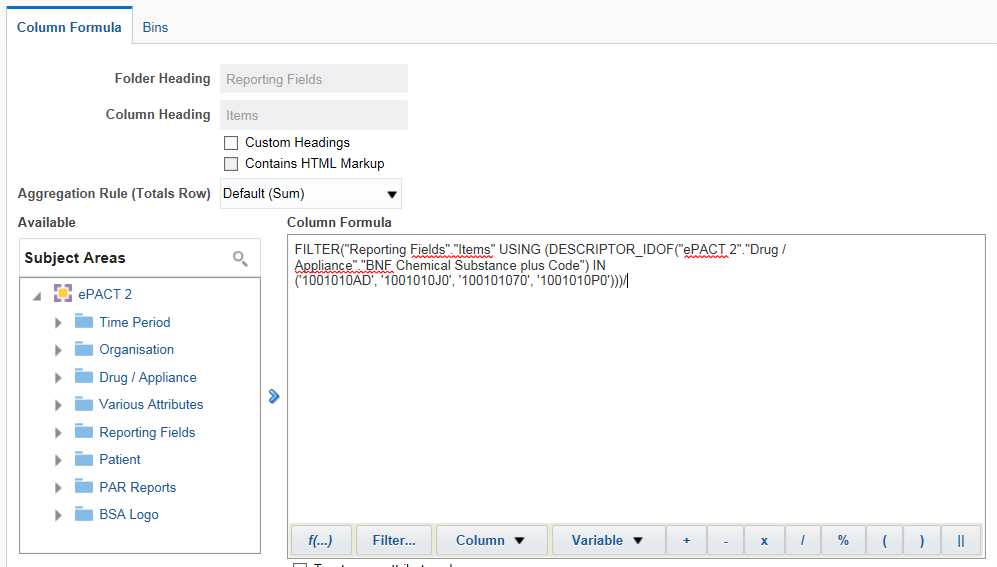 Column Formula Bins
Folder Heading Reporting Fields
Column Heading Items
Custom Headings
Contains HTML Markup
Aggregation Rule (Totals Row) Default (Sum)
Available Column Formula
Subject Areas
ePACT 2
Time Period
Organisation
Drug / Appliance
Various Attributes
Reporting Fields
Patient
PAR Reports
BSA Logo
FILTER("Reporting Fields"."Items" USING (DESCRIPTOR_IDOF("ePACT 2"."Drug /
Appliance"."BNF Chemical Substance plus Code") IN
('1001010AD', '1001010J0', '100101070', '1001010P0')))/
f(...) Filter... Column Variable + - x / % ( ) ||